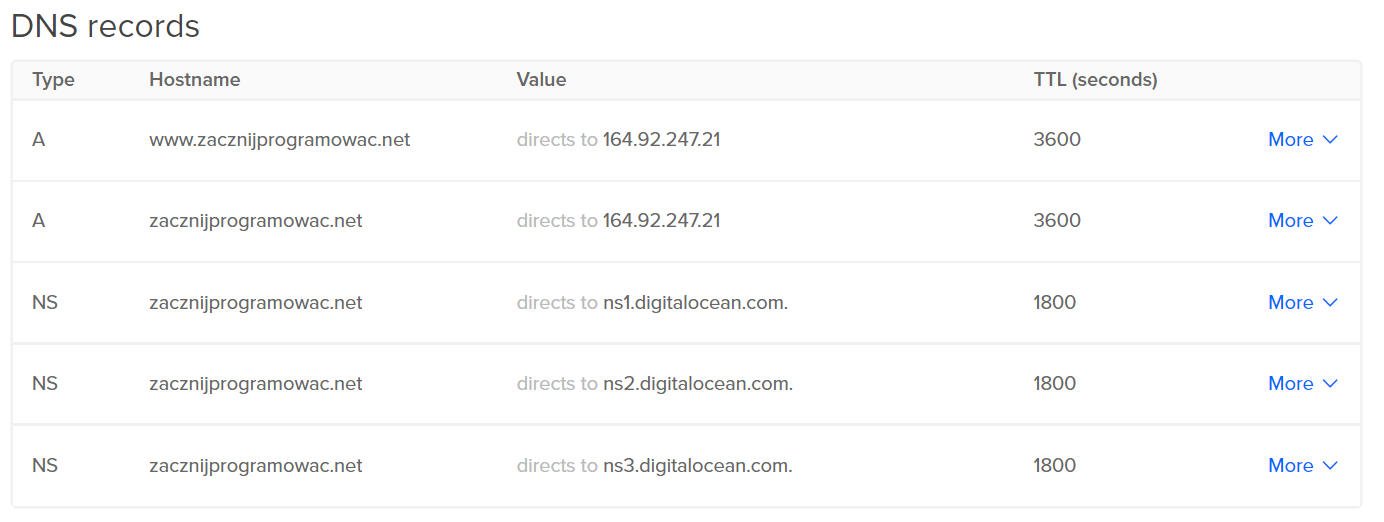 DNS records
Type Hostname Value TTL (seconds)
A www.zacznijprogramowac.net directs to 164.92.247.21 3600 More
A zacznijprogramowac.net directs to 164.92.247.21 3600 More
NS zacznijprogramowac.net directs to ns1.digitalocean.com. 1800 More
NS zacznijprogramowac.net directs to ns2.digitalocean.com. 1800 More
NS zacznijprogramowac.net directs to ns3.digitalocean.com. 1800 More